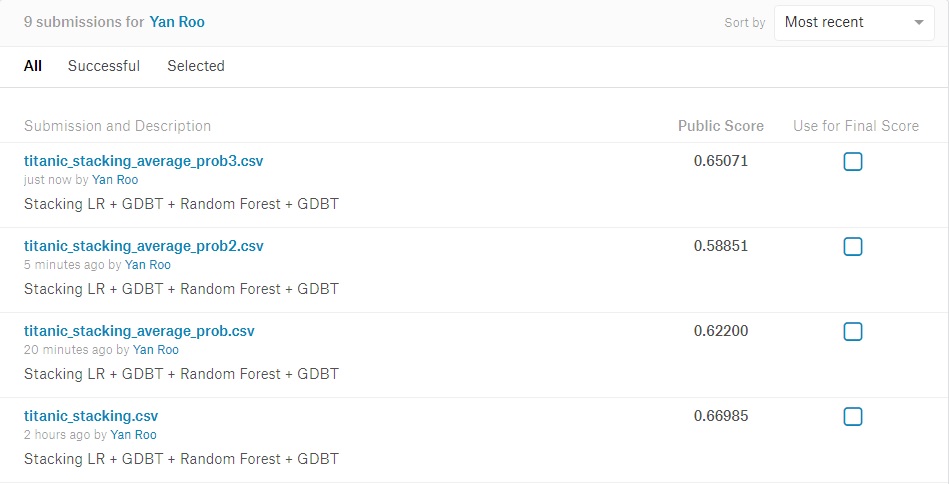 9 submissions for Yan Roo Sort by Most recent
All Successful Selected
Submission and Description Public Score Use for Final Score
titanic_stacking_average_prob3.csv 0.65071
just now by Yan Roo
Stacking LR + GDBT + Random Forest + GDBT
titanic_stacking_average_prob2.csv 0.58851
5 minutes ago by Yan Roo
Stacking LR + GDBT + Random Forest + GDBT
titanic_stacking_average_prob.csv 0.62200
20 minutes ago by Yan Roo
Stacking LR + GDBT + Random Forest + GDBT
titanic_stacking.csv 0.66985
2 hours ago by Yan Roo
Stacking LR + GDBT + Random Forest + GDBT